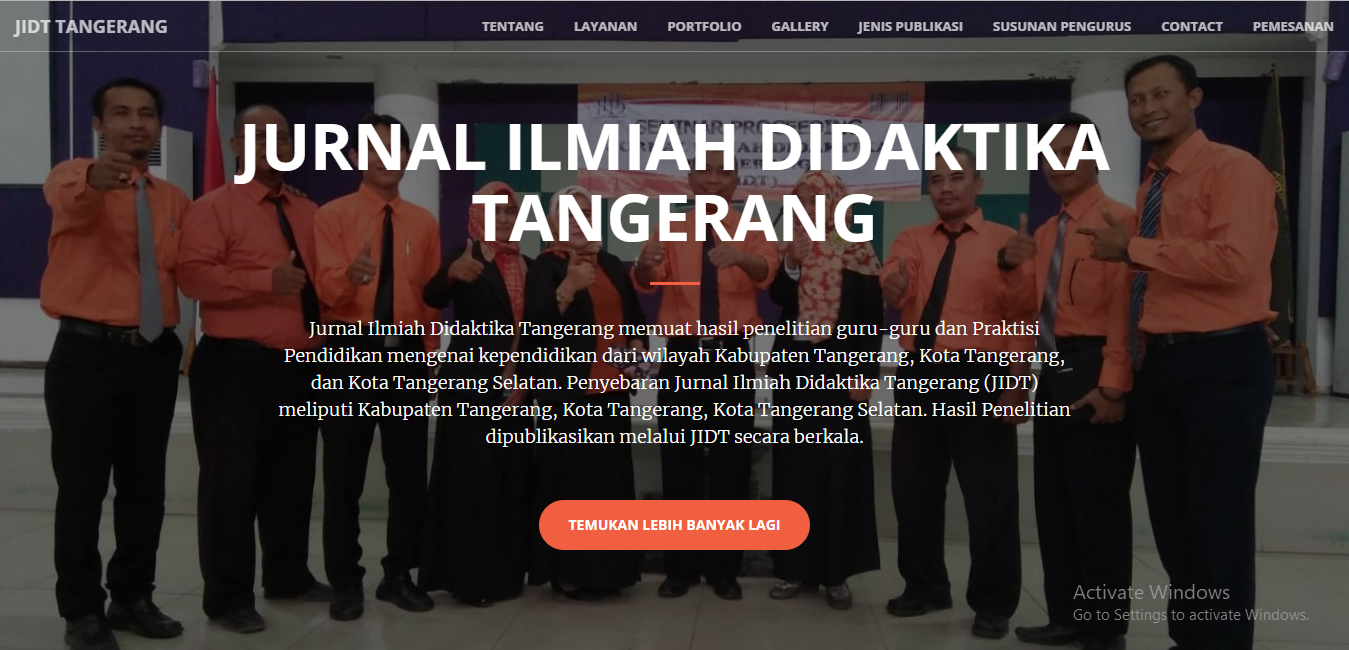 JIDT TANGERANG
TENTANG LAYANAN PORTFOLIO GALLERY JENIS PUBLIKASI SUSUNAN PENGURUS CONTACT PEMESANAN
SEMINAR PROCEEDING
JURNAL ILMIAH DIDAKTIKA
TANGERANG
Jurnal Ilmiah Didaktika Tangerang memuat hasil penelitian guru-guru dan Praktisi
Pendidikan mengenai kependidikan dari wilayah Kabupaten Tangerang, Kota Tangerang,
dan Kota Tangerang Selatan. Penyebaran Jurnal Ilmiah Didaktika Tangerang (JIDT)
meliputi Kabupaten Tangerang, Kota Tangerang, Kota Tangerang Selatan. Hasil Penelitian
dipublikasikan melalui JIDT secara berkala.
TEMUKAN LEBIH BANYAK LAGI
Activate Windows
Go to Settings to activate Windows.